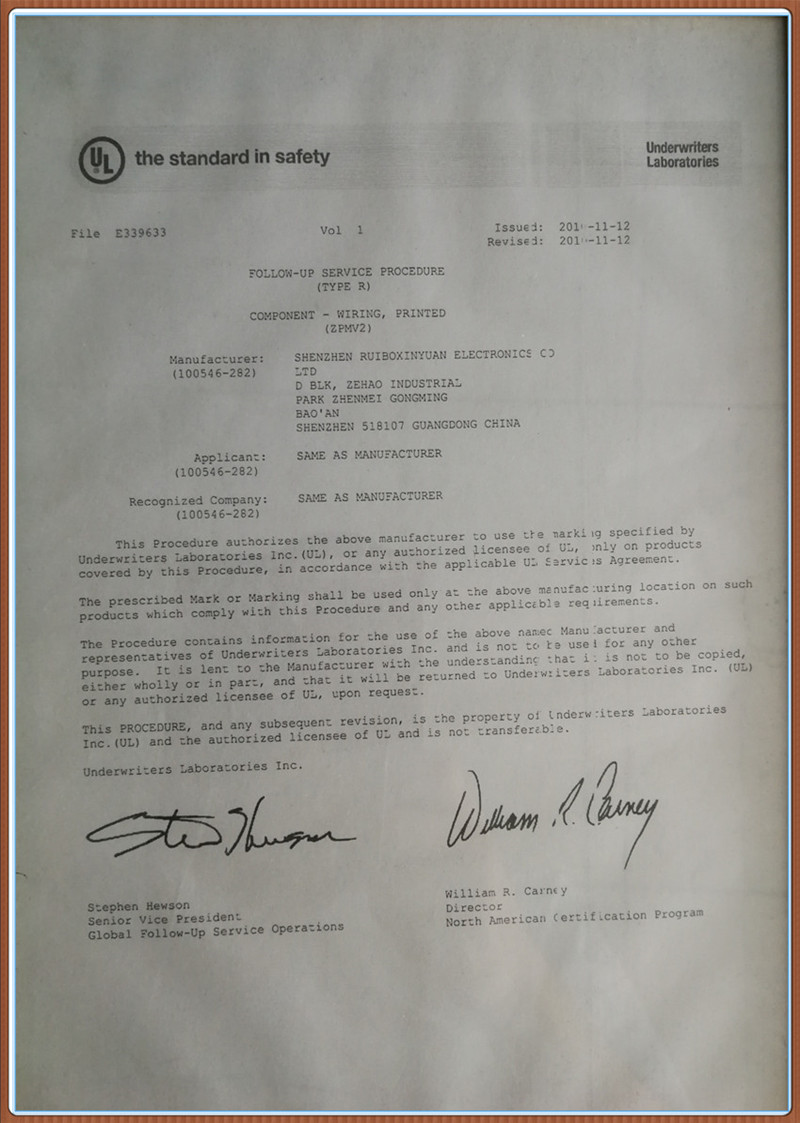 UL the standard in safety
Underwriters
Laboratories
File E339633 Vol 1 Issued:
Revised:
FOLLOW-UP SERVICE PROCEDURE
(TYPE R)
COMPONENT - WIRING, PRINTED
(ZPMV2)
Manufacturer: SHENZHEN RUIBOXINYUAN ELECTRONICS CO
(100546-282) LTD
D BLK, ZEHAO INDUSTRIAL
PARK ZHENMEI GONGMING
BAO'AN
SHENZHEN 518107 GUANGDONG CHINA
Applicant: SAME AS MANUFACTURER
(100546-282)
Recognized Company: SAME AS MANUFACTURER
(100546-282)
This Procedure authorizes the above manufacturer to use the marking specified by
Underwriters Laboratories Inc.(UL), or any authorized licensee of UL, only on products
covered by this Procedure, in accordance with the applicable UL Services Agreement.
The prescribed Mark or Marking shall be used only at the above manufacturing location on such
products which comply with this Procedure and any other applicable requirements.
The Procedure contains information for the use of the above named Manufacturer and
representatives of Underwriters Laboratories Inc. and is not to be used for any other
purpose. It is lent to the Manufacturer with the understanding that it is not to be copied,
either wholly or in part, and that it will be returned to Underwriters Laboratories Inc. (UL)
or any authorized licensee of UL, upon request.
This PROCEDURE, and any subsequent revision, is the property of Underwriters Laboratories
Inc.(UL) and the authorized licensee of UL and is not transferable.
Underwriters Laboratories Inc.
William R. Carney
Stephen Hewson
Senior Vice President
Global Follow-Up Service Operations
William R. Carney
Director
North American Certification Program